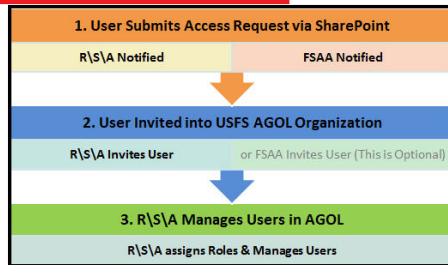 1. User Submits Access Request via SharePoint
R\S\A Notified FSAA Notified
2. User Invited into USFS AGOL Organization
R\S\A Invites User or FSAA Invites User (This is Optional)
3. R\S\A Manages Users in AGOL
R\S\A assigns Roles & Manages Users